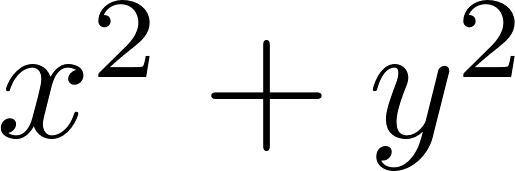 x² + y²